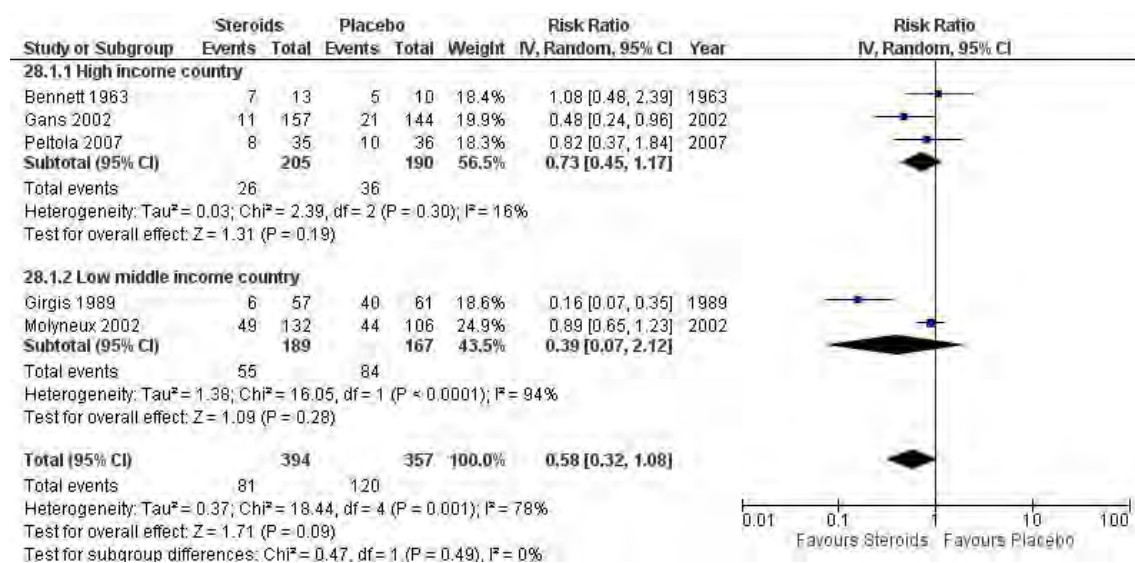 Steroids Placebo Risk Ratio Risk Ratio
Study or Subgroup Events Total Events Total Weight IV, Random, 95% CI Year IV, Random, 95% CI
28.1.1 High income country
Bennett 1963 7 13 5 10 18.4% 1.08 [0.48, 2.39] 1963
Gans 2002 11 157 21 144 19.9% 0.48 [0.24, 0.96] 2002
Peltola 2007 8 35 10 36 18.3% 0.82 [0.37, 1.84] 2007
Subtotal (95% CI) 205 190 56.5% 0.73 [0.45, 1.17]
Total events 26 36
Heterogeneity: Tau² = 0.03; Chi² = 2.39, df = 2 (P = 0.30); I² = 16%
Test for overall effect: Z = 1.31 (P = 0.19)
28.1.2 Low middle income country
Girgis 1989 6 57 40 61 18.6% 0.16 [0.07, 0.35] 1989
Molyneux 2002 49 132 44 106 24.9% 0.89 [0.65, 1.23] 2002
Subtotal (95% CI) 189 167 43.5% 0.39 [0.07, 2.12]
Total events 55 84
Heterogeneity: Tau² = 1.38; Chi² = 16.05, df = 1 (P < 0.0001); I² = 94%
Test for overall effect: Z = 1.09 (P = 0.28)
Total (95% CI) 394 357 100.0% 0.58 [0.32, 1.08]
Total events 81 120
Heterogeneity: Tau² = 0.37; Chi² = 18.44, df = 4 (P = 0.001); I² = 78%
Test for overall effect: Z = 1.71 (P = 0.09)
Test for subgroup differences: Chi² = 0.47, df = 1 (P = 0.49), I² = 0%
0.01 0.1 1 10 100
Favours Steroids Favours Placebo